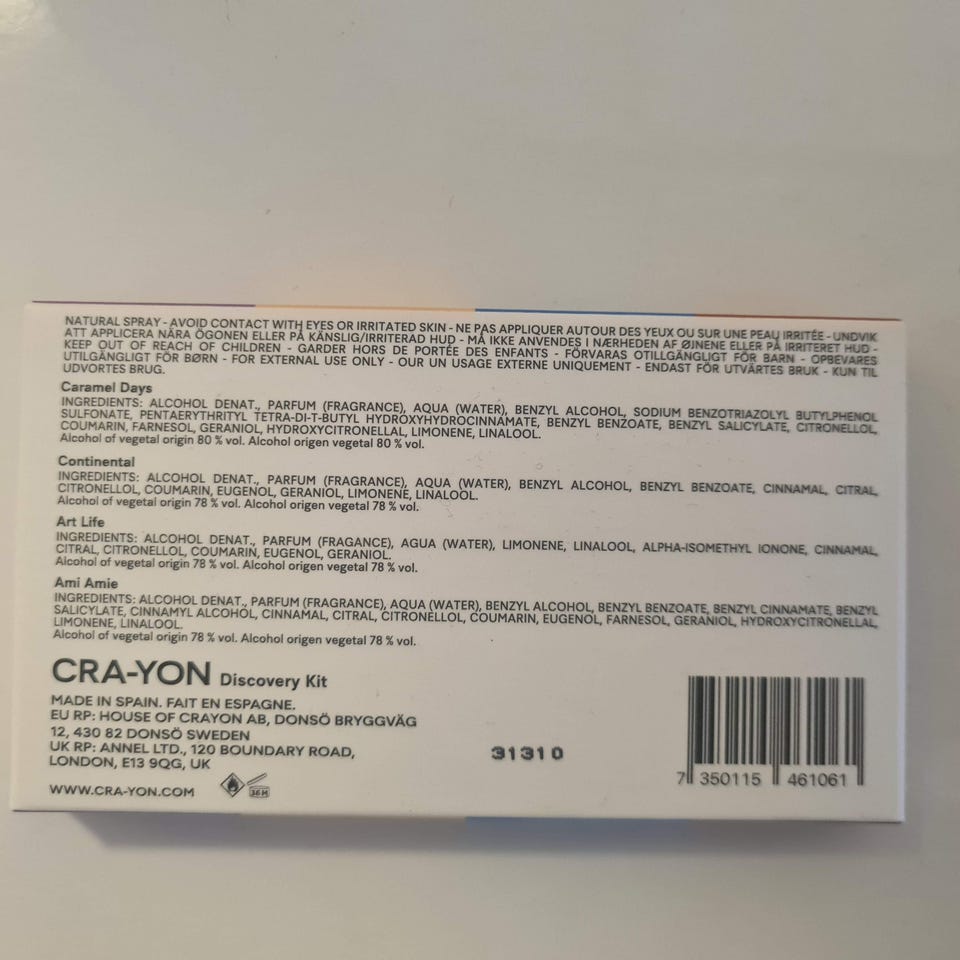 NATURAL SPRAY - AVOID CONTACT WITH EYES OR IRRITATED SKIN - NE PAS APPLIQUER AUTOUR DES YEUX OU SUR UNE PEAU IRRITÉE - UNDVIK
ATT APPLICERA NÄRA ÖGONEN ELLER PÅ KÄNSLIG/IRRITERAD HUD - MÅ IKKE ANVENDES I NÆRHEDEN AF ØJNENE ELLER PÅ IRRITERET HUD -
KEEP OUT OF REACH OF CHILDREN - GARDER HORS DE PORTÉE DES ENFANTS - FÖRVARAS OTILLGÄNGLIGT FÖR BARN - OPBEVARES
UTILGÄNGLIGT FÖR BØRN - FOR EXTERNAL USE ONLY - OUR UN USAGE EXTERNE UNIQUEMENT - ENDAST FÖR UTVÄRTES BRUK - KUN TIL
UDVORTES BRUG.
Caramel Days
INGREDIENTS: ALCOHOL DENAT., PARFUM (FRAGRANCE), AQUA (WATER), BENZYL ALCOHOL, SODIUM BENZOTRIAZOLYL BUTYLPHENOL
SULFONATE, PENTAERYTHRITYL TETRA-DI-T-BUTYL HYDROXYHYDROCINNAMATE, BENZYL BENZOATE, BENZYL SALICYLATE, CITRONELLOL,
COUMARIN, FARNESOL, GERANIOL, HYDROXYCITRONELLAL, LIMONENE, LINALOOL.
Alcohol of vegetal origin 80 % vol. Alcohol origen vegetal 80 % vol.
Continental
INGREDIENTS: ALCOHOL DENAT., PARFUM (FRAGRANCE), AQUA (WATER), BENZYL ALCOHOL, BENZYL BENZOATE, CINNAMAL, CITRAL,
CITRONELLOL, COUMARIN, EUGENOL, GERANIOL, LIMONENE, LINALOOL.
Alcohol of vegetal origin 78 % vol. Alcohol origen vegetal 78 % vol.
Art Life
INGREDIENTS: ALCOHOL DENAT., PARFUM (FRAGANCE), AGUA (WATER), LIMONENE, LINALOOL, ALPHA-ISOMETHYL IONONE, CINNAMAL,
CITRAL, CITRONELLOL, COUMARIN, EUGENOL, GERANIOL.
Alcohol of vegetal origin 78 % vol. Alcohol origen vegetal 78 % vol.
Ami Amie
INGREDIENTS: ALCOHOL DENAT., PARFUM (FRAGRANCE), AQUA (WATER), BENZYL ALCOHOL, BENZYL BENZOATE, BENZYL CINNAMATE, BENZYL
SALICYLATE, CINNAMYL ALCOHOL, CINNAMAL, CITRAL, CITRONELLOL, COUMARIN, EUGENOL, FARNESOL, GERANIOL, HYDROXYCITRONELLAL,
LIMONENE, LINALOOL.
Alcohol of vegetal origin 78 % vol. Alcohol origen vegetal 78 % vol.
CRA-YON Discovery Kit
MADE IN SPAIN. FAIT EN ESPAGNE.
EU RP: HOUSE OF CRAYON AB, DONSÖ BRYGGVÄG
12, 430 82 DONSÖ SWEDEN
UK RP: ANNEL LTD., 120 BOUNDARY ROAD,
LONDON, E13 9QG, UK
WWW.CRA-YON.COM
36M
31310
7 350115 461061